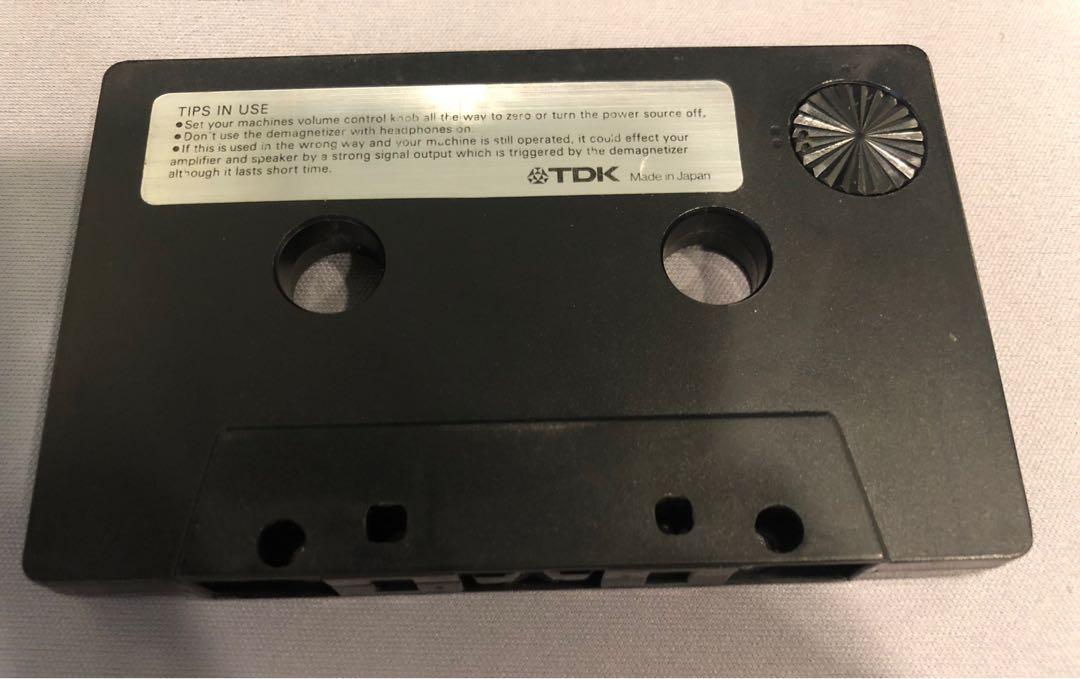 TIPS IN USE
●Set your machines volume control knob all the way to zero or turn the power source off.
●Don't use the demagnetizer with headphones on.
●If this is used in the wrong way and your machine is still operated, it could effect your
amplifier and speaker by a strong signal output which is triggered by the demagnetizer
although it lasts short time.
TDK Made in Japan